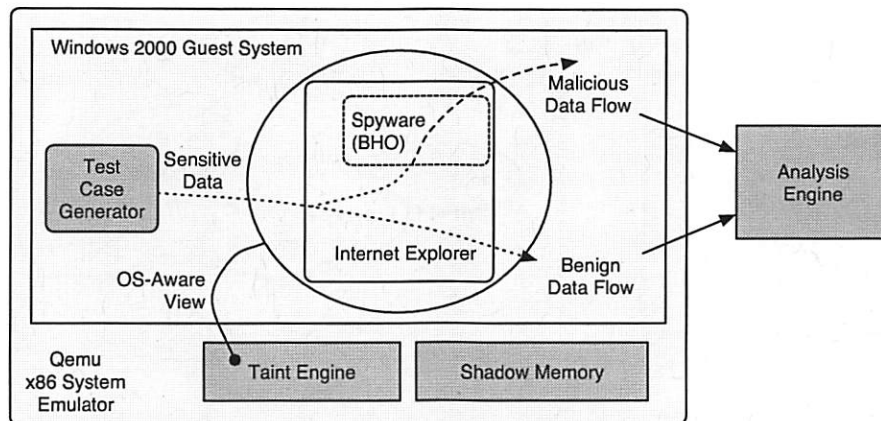 Windows 2000 Guest System
Spyware
(BHO)
Malicious
Data Flow
Test
Case
Generator
Sensitive
Data
Analysis
Engine
Internet Explorer
Benign
Data Flow
OS-Aware
View
Qemu
x86 System
Emulator
Taint Engine
Shadow Memory